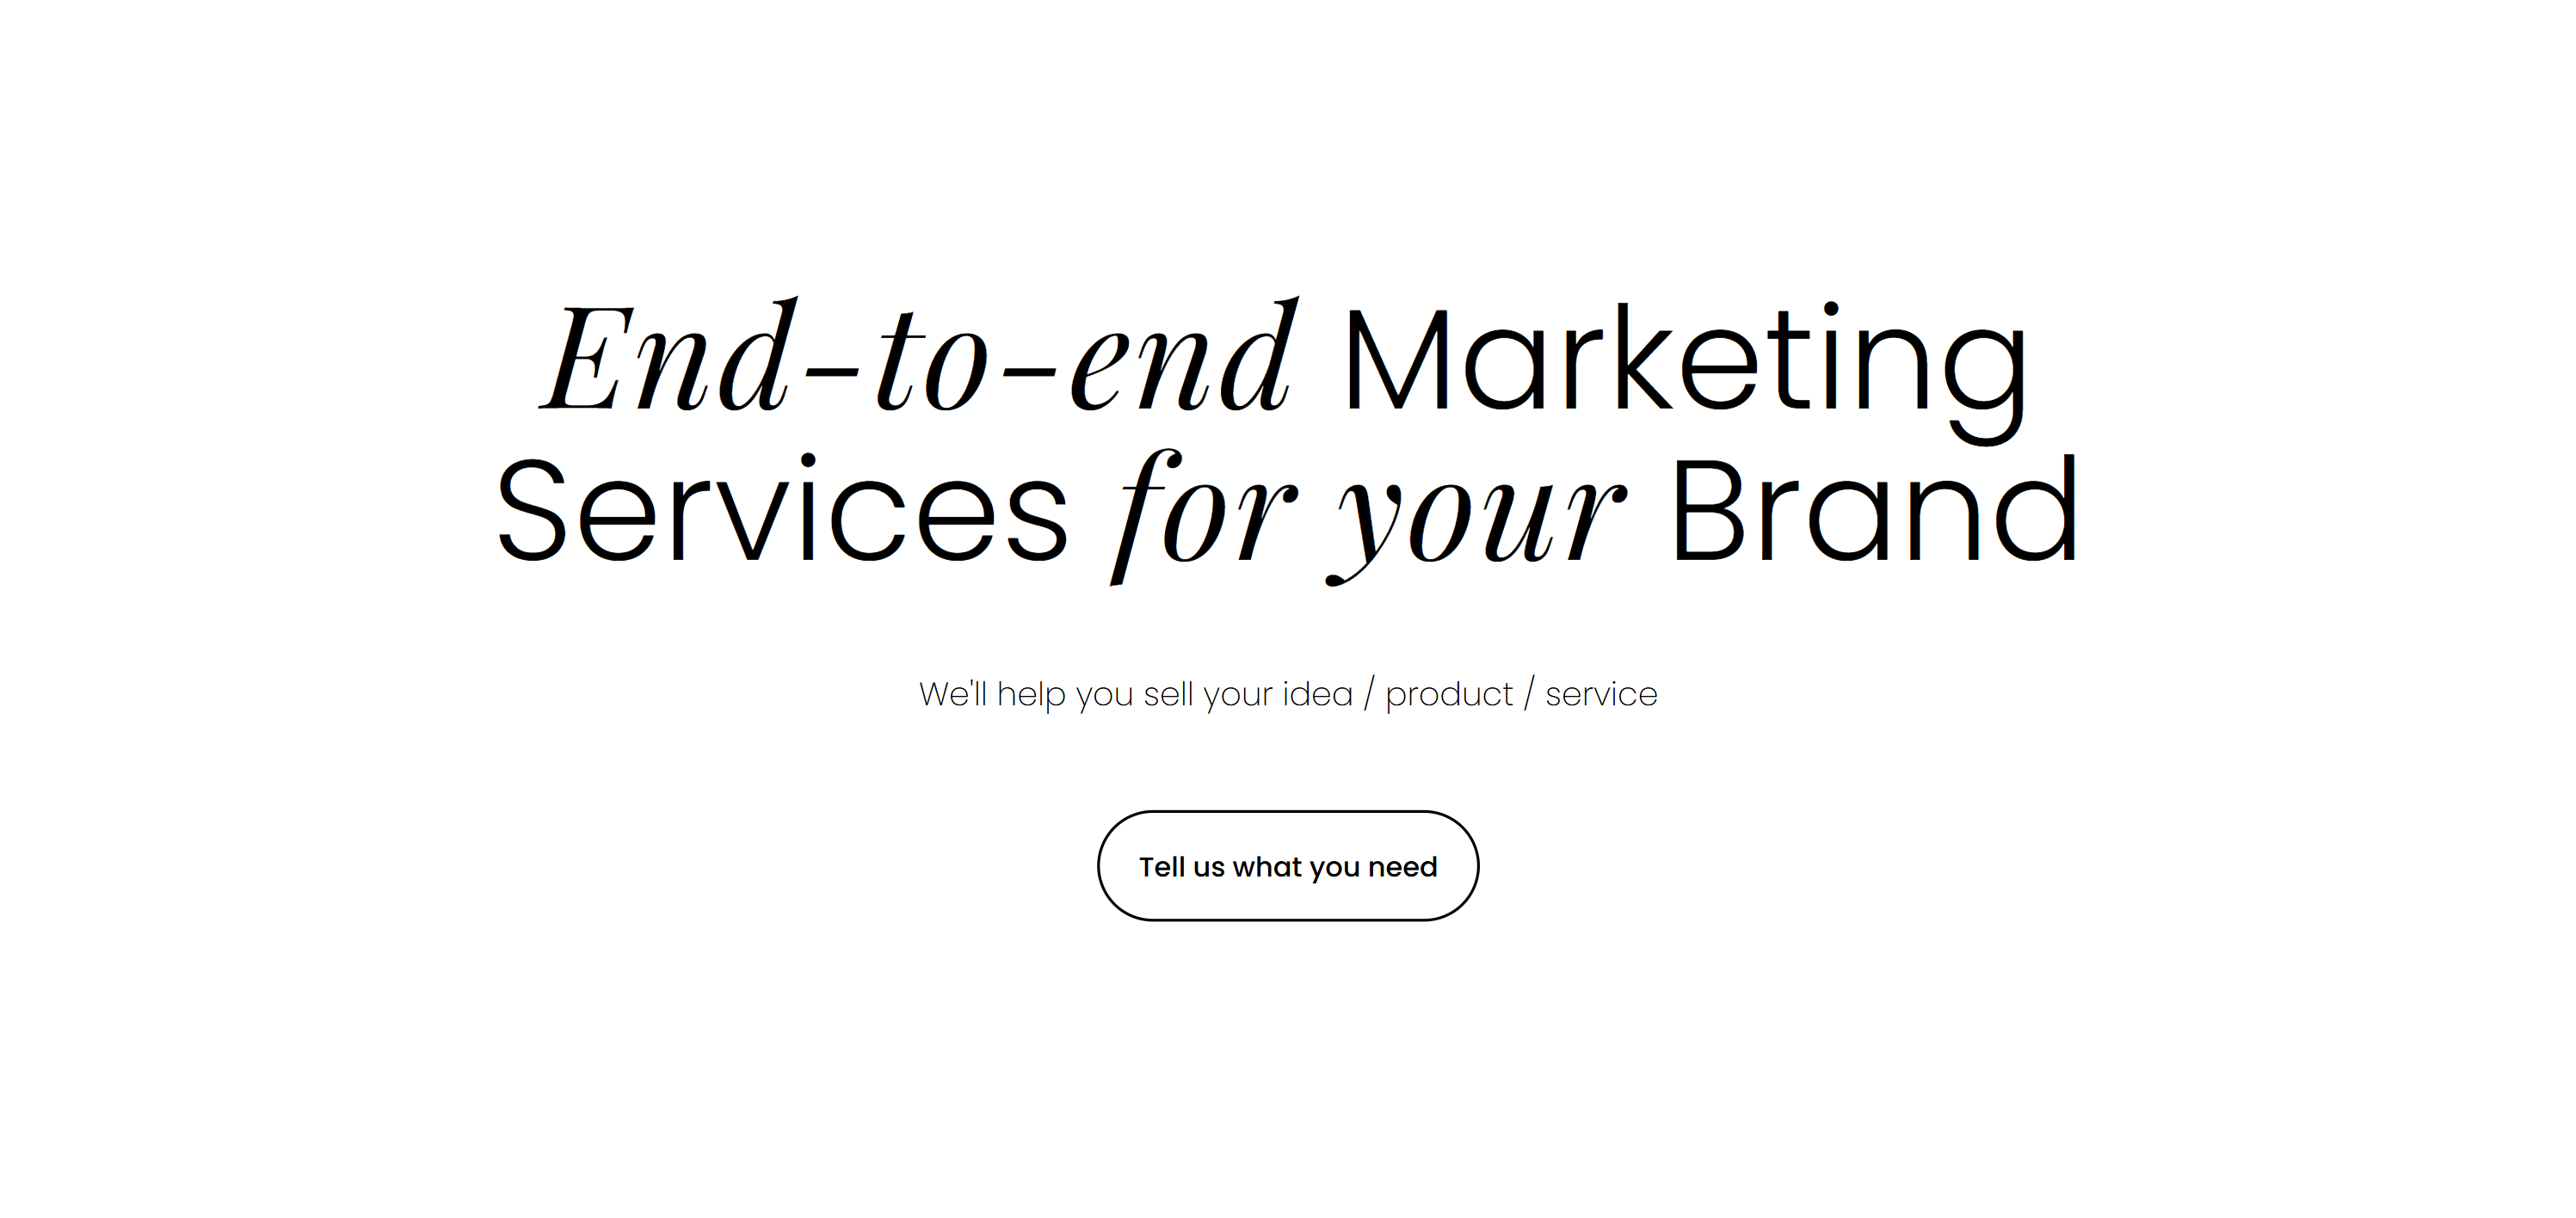 End-to-end Marketing
Services for your Brand
We'll help you sell your idea / product / service
Tell us what you need